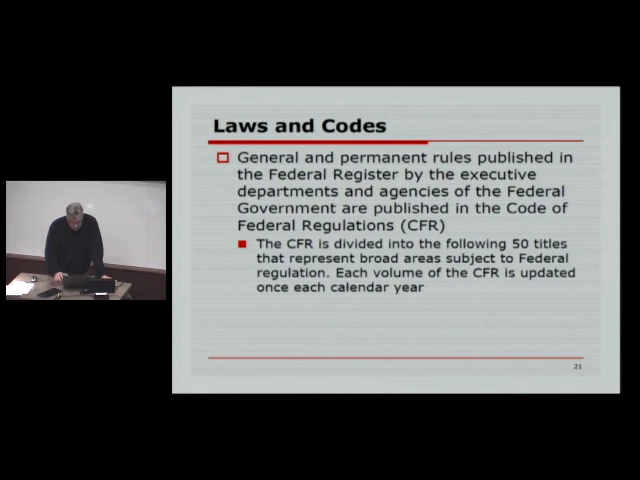 Laws and Codes
General and permanent rules published in
the Federal Register by the executive
departments and agencies of the Federal
Government are published in the Code of
Federal Regulations (CFR)
The CFR is divided into the following 50 titles
that represent broad areas subject to Federal
regulation. Each volume of the CFR is updated
once each calendar year
21